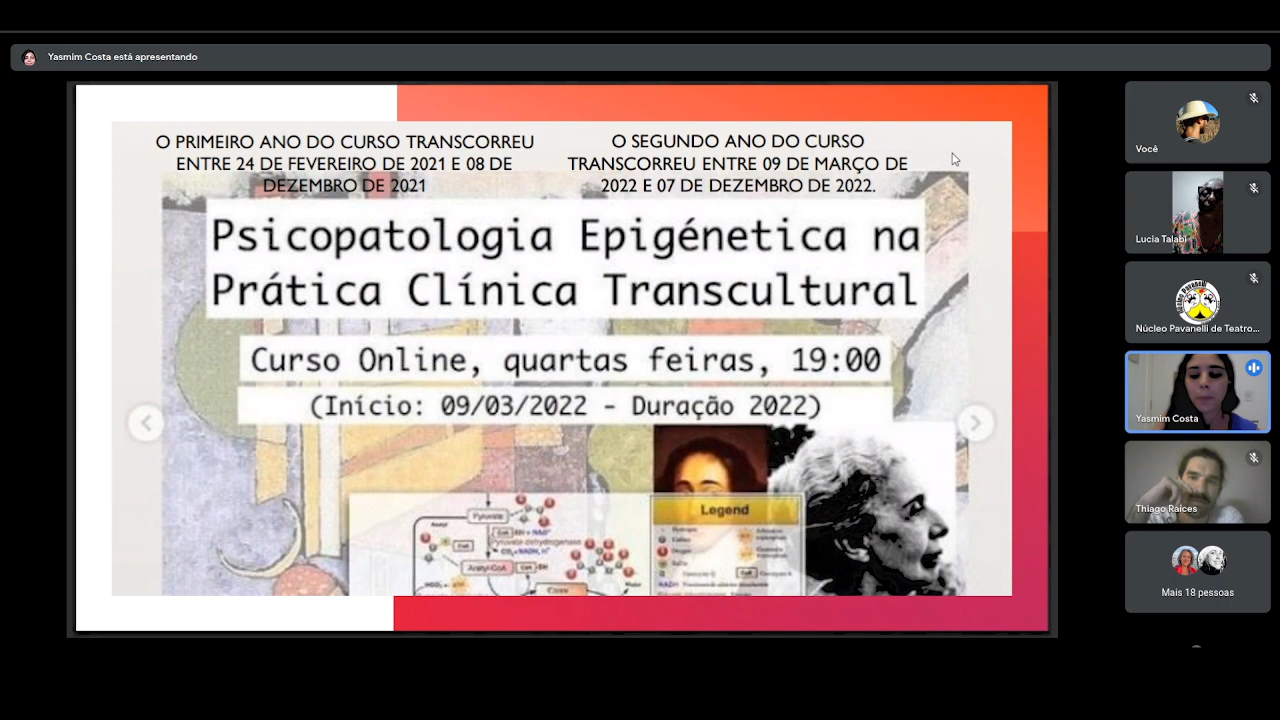 Yasmim Costa está apresentando
O PRIMEIRO ANO DO CURSO TRANSCORREU
ENTRE 24 DE FEVEREIRO DE 2021 E 08 DE
DEZEMBRO DE 2021
O SEGUNDO ANO DO CURSO
TRANSCORREU ENTRE 09 DE MARÇO DE
2022 E 07 DE DEZEMBRO DE 2022.
Psicopatologia Epigénetica na
Prática Clínica Transcultural
Curso Online, quartas feiras, 19:00
(Início: 09/03/2022 - Duração 2022)
Pyruvate
Pyruvate dehydrogenase
Acetyl-CoA
Legend
Você
Lucia Talabi
Núcleo Pavanelli de Teatro...
Yasmim Costa
Thiago Raíces
Mais 18 pessoas